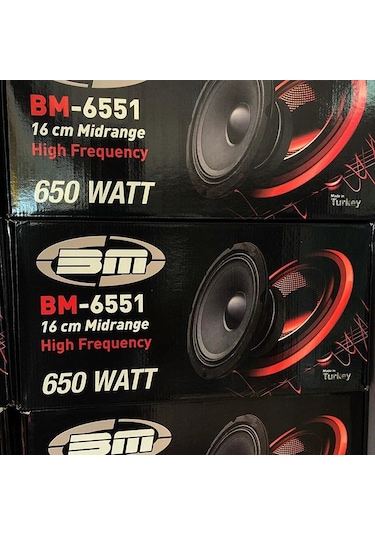 BM-6551
16 cm Midrange
High Frequency
650 WATT
Made in
Turkey
BM
BM-6551
16 cm Midrange
High Frequency
650 WATT
Made in
Turkey
BM